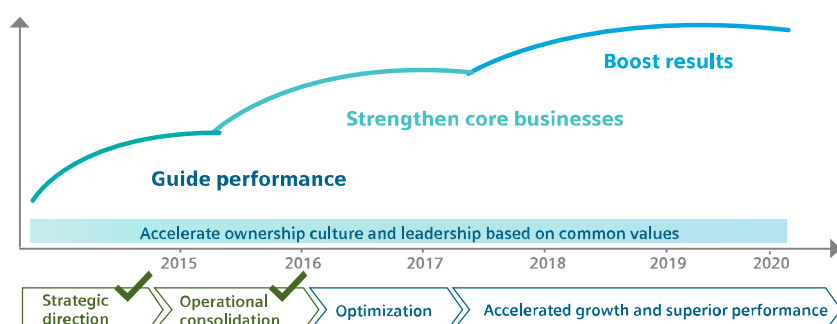 Boost results
Strengthen core businesses
Guide performance
Accelerate ownership culture and leadership based on common values
2015 2016 2017 2018 2019 2020
Strategic
direction
Operational
consolidation
Optimization
Accelerated growth and superior performance